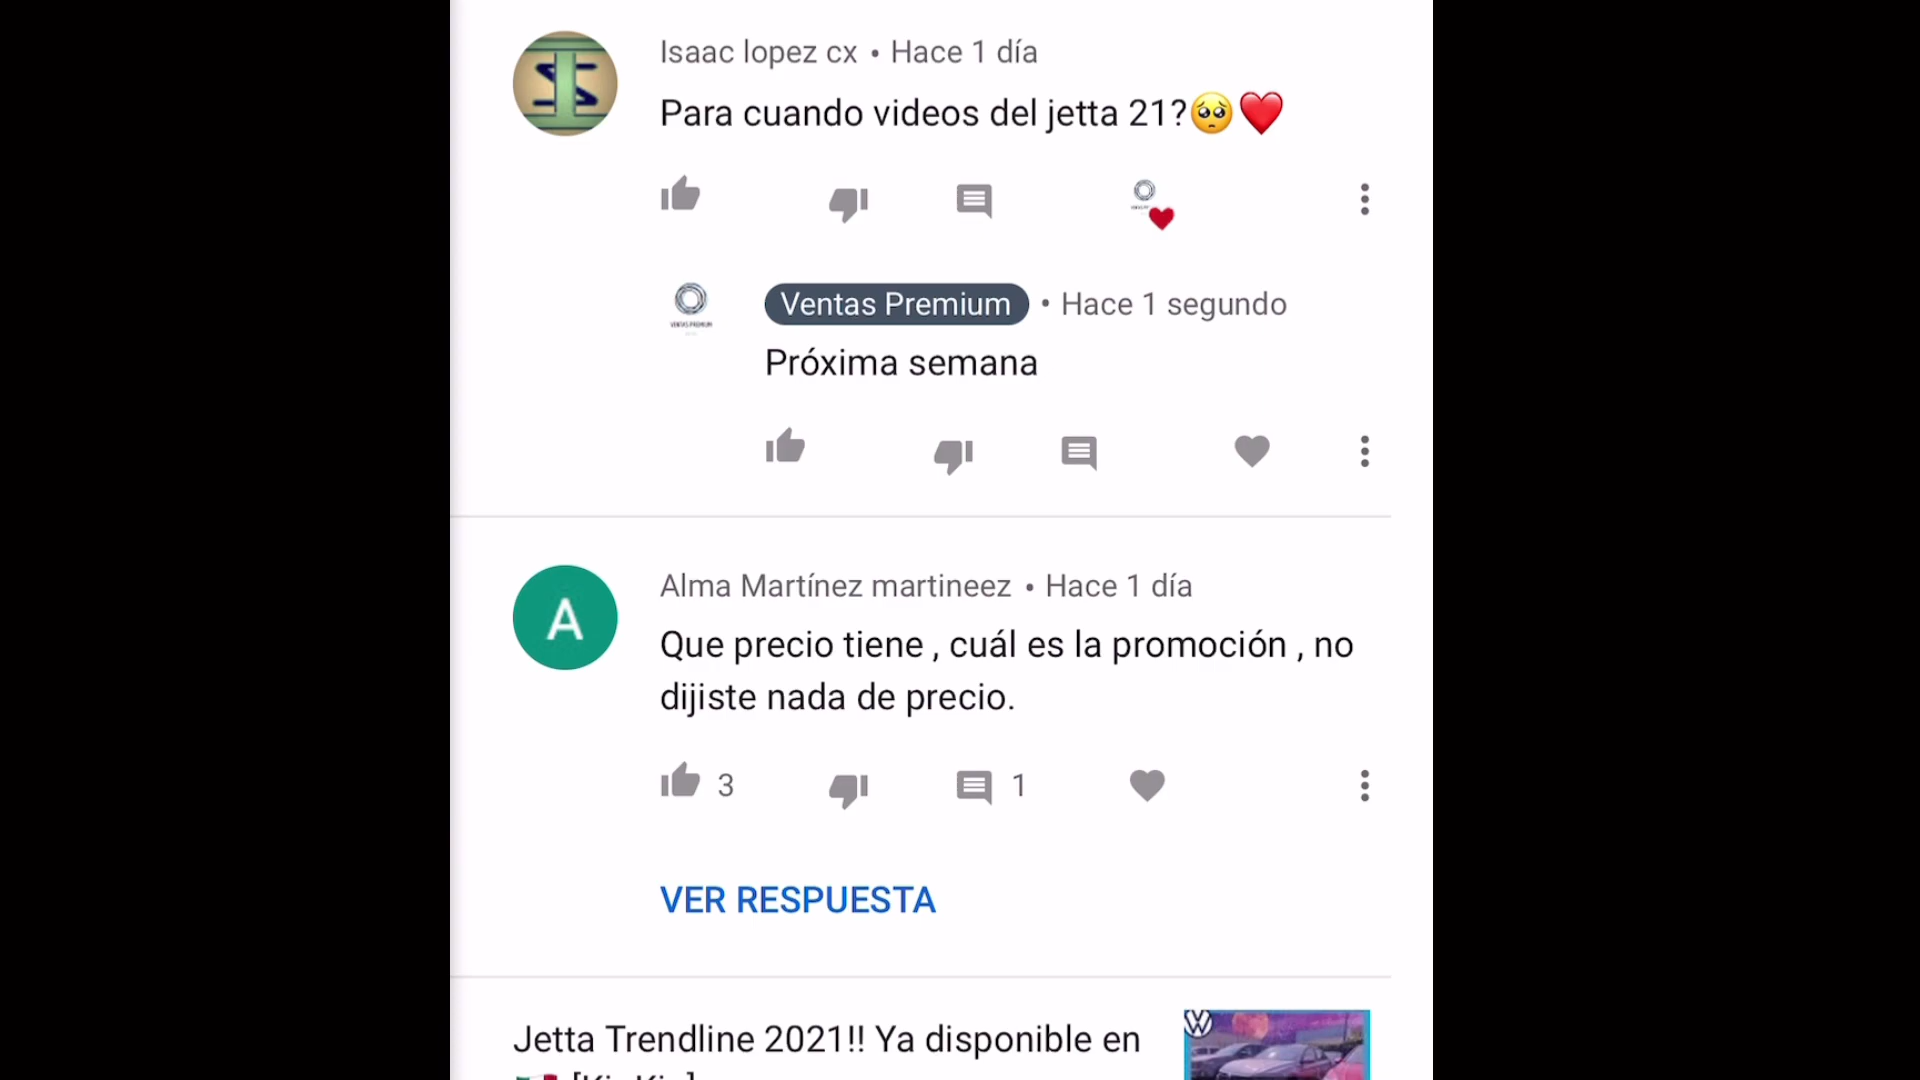 Isaac lopez cx • Hace 1 día
Para cuando videos del jetta 21?🥺❤️
Ventas Premium • Hace 1 segundo
VENTAS PREMIUM
Próxima semana
A
Alma Martínez martineez • Hace 1 día
Que precio tiene , cuál es la promoción , no
dijiste nada de precio.
3
1
VER RESPUESTA
Jetta Trendline 2021!! Ya disponible en